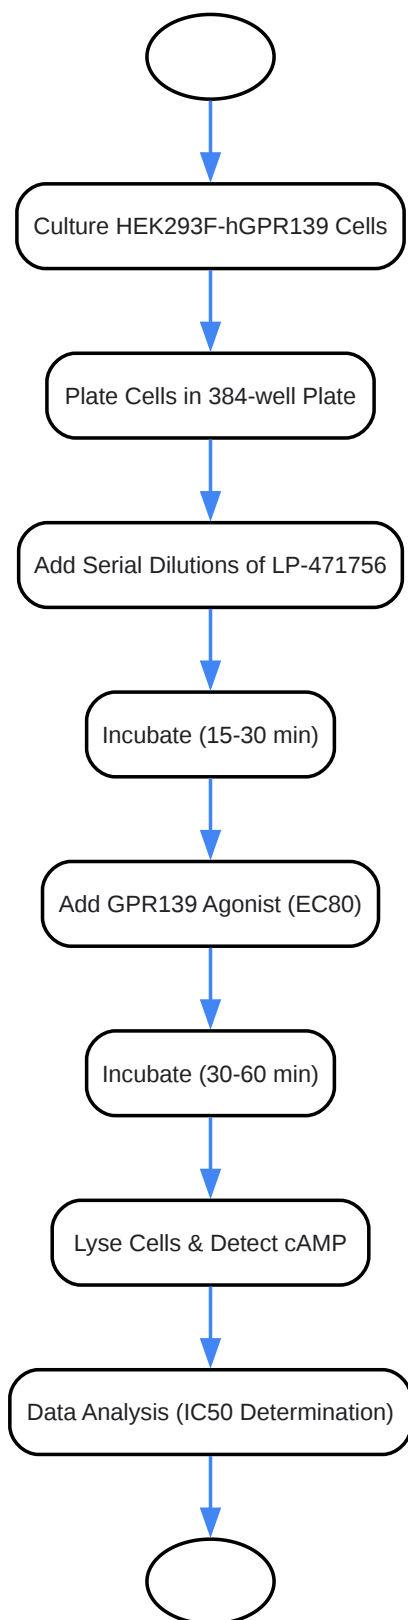 Culture HEK293F-hGPR139 Cells
Plate Cells in 384-well Plate
Add Serial Dilutions of LP-471756
Incubate (15-30 min)
Add GPR139 Agonist (EC80)
Incubate (30-60 min)
Lyse Cells & Detect cAMP
Data Analysis (IC50 Determination)